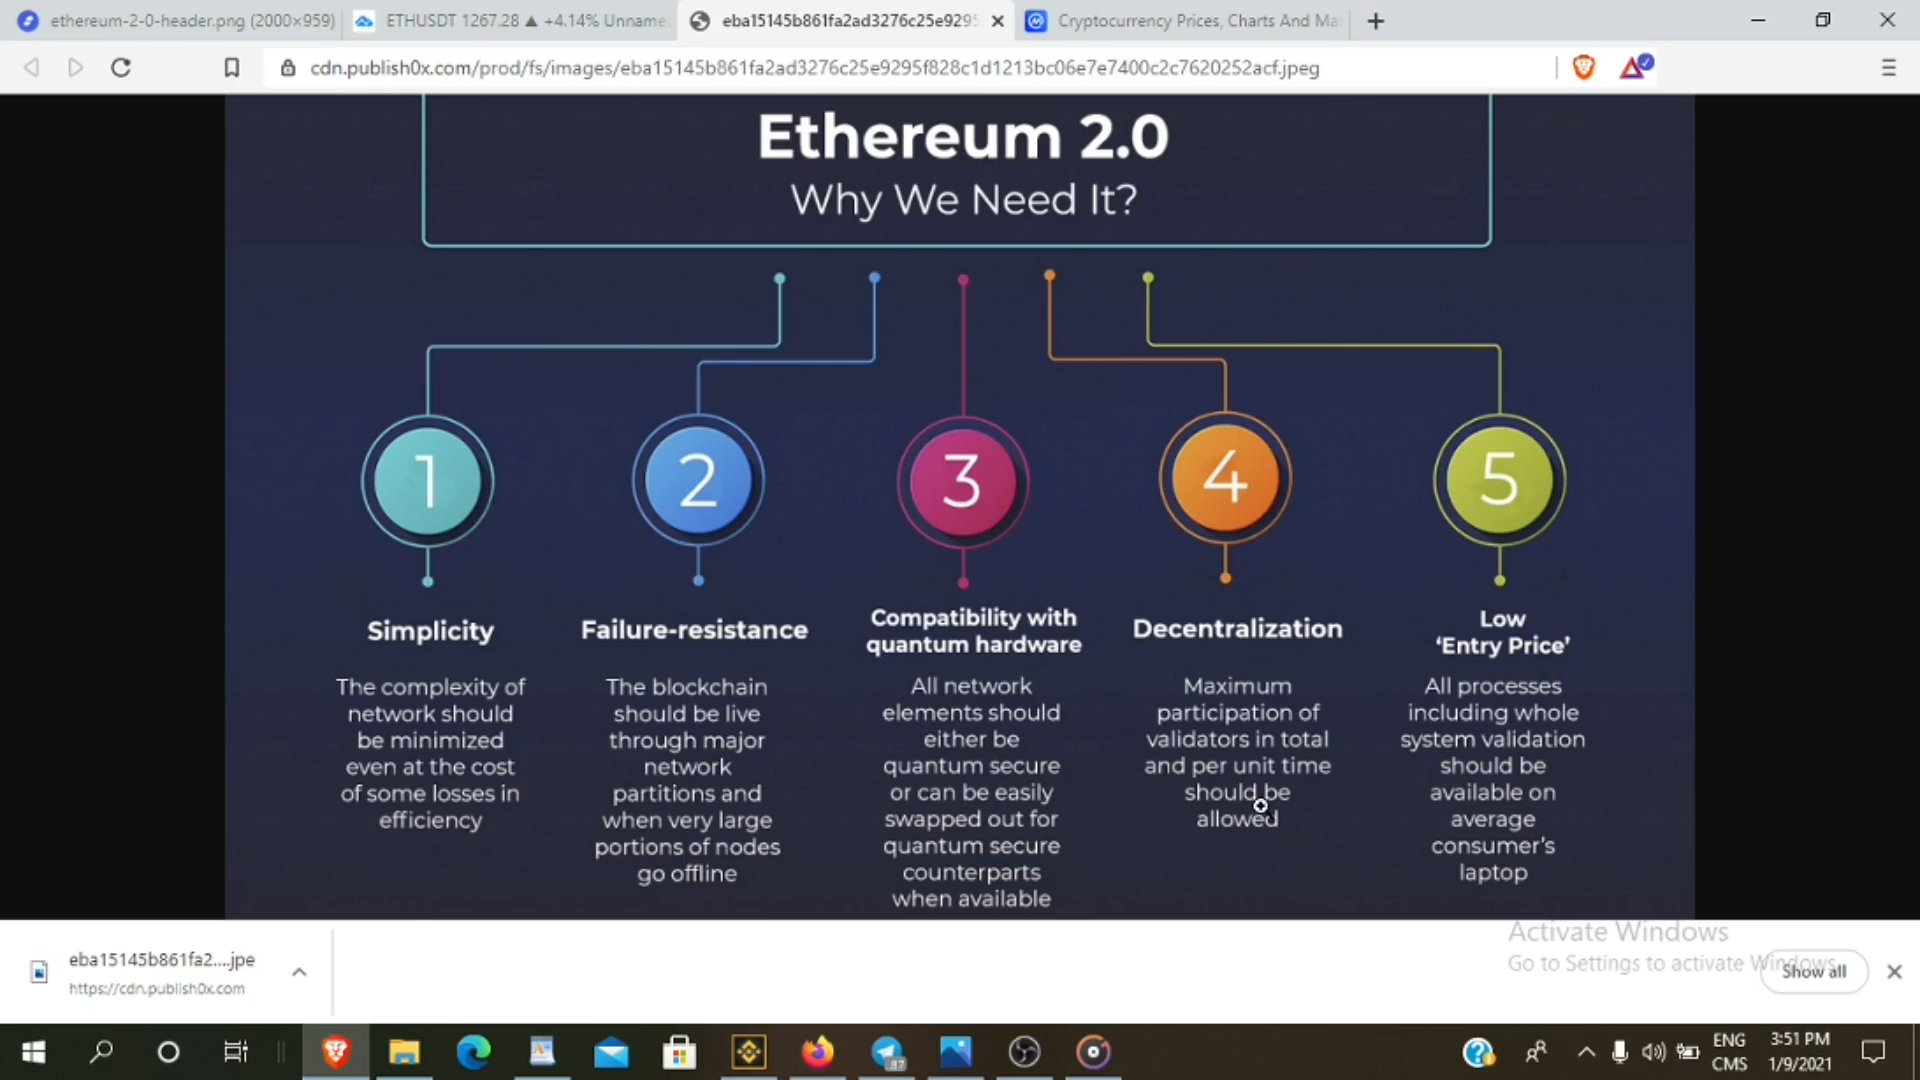 ethereum-2-0-header.png (2000×959)
ETHUSDT 1267.28 ▲ +4.14% Unname
eba15145b861fa2ad3276c25e9295
Cryptocurrency Prices, Charts And Ma
cdn.publish0x.com/prod/fs/images/eba15145b861fa2ad3276c25e9295f828c1d1213bc06e7e7400c2c7620252acf.jpeg
Ethereum 2.0
Why We Need It?
1
2
3
4
5
Simplicity
The complexity of
network should
be minimized
even at the cost
of some losses in
efficiency
Failure-resistance
The blockchain
should be live
through major
network
partitions and
when very large
portions of nodes
go offline
Compatibility with
quantum hardware
All network
elements should
either be
quantum secure
or can be easily
swapped out for
quantum secure
counterparts
when available
Decentralization
Maximum
participation of
validators in total
and per unit time
should be
allowed
Low
‘Entry Price’
All processes
including whole
system validation
should be
available on
average
consumer’s
laptop
Activate Windows
Go to Settings to activate Windows.
eba15145b861fa2....jpe
https://cdn.publish0x.com
Show all
87
ENG
CMS
3:51 PM
1/9/2021